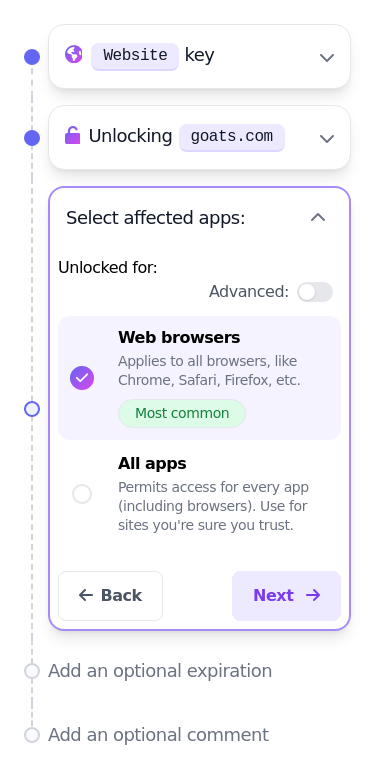 Website key
Unlocking goats.com
Select affected apps:
Unlocked for:
Advanced:
Web browsers
Applies to all browsers, like
Chrome, Safari, Firefox, etc.
Most common
All apps
Permits access for every app
(including browsers). Use for
sites you're sure you trust.
Back
Next
Add an optional expiration
Add an optional comment